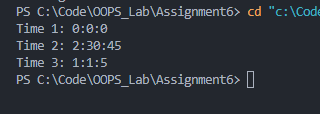 PS C:\Code\OOPS_Lab\Assignment6> cd "c:\Code
Time 1: 0:0:0
Time 2: 2:30:45
Time 3: 1:1:5
PS C:\Code\OOPS_Lab\Assignment6>